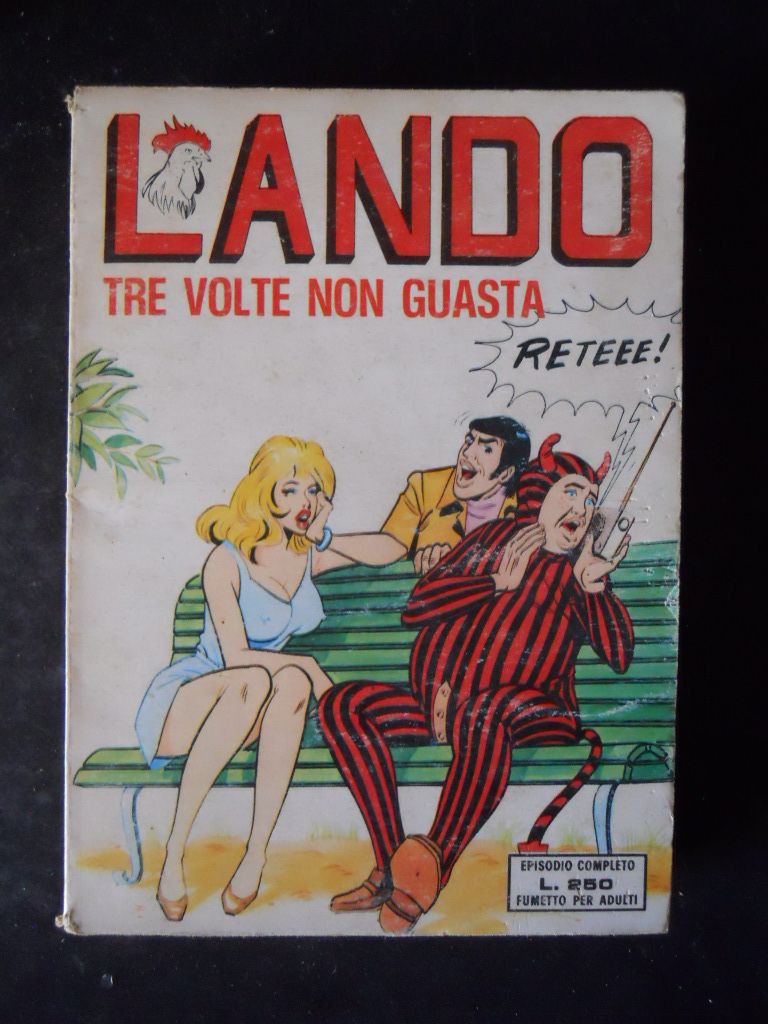 LANDO
TRE VOLTE NON GUASTA
RETEEE!
EPISODIO COMPLETO
L. 250
FUMETTO PER ADULTI